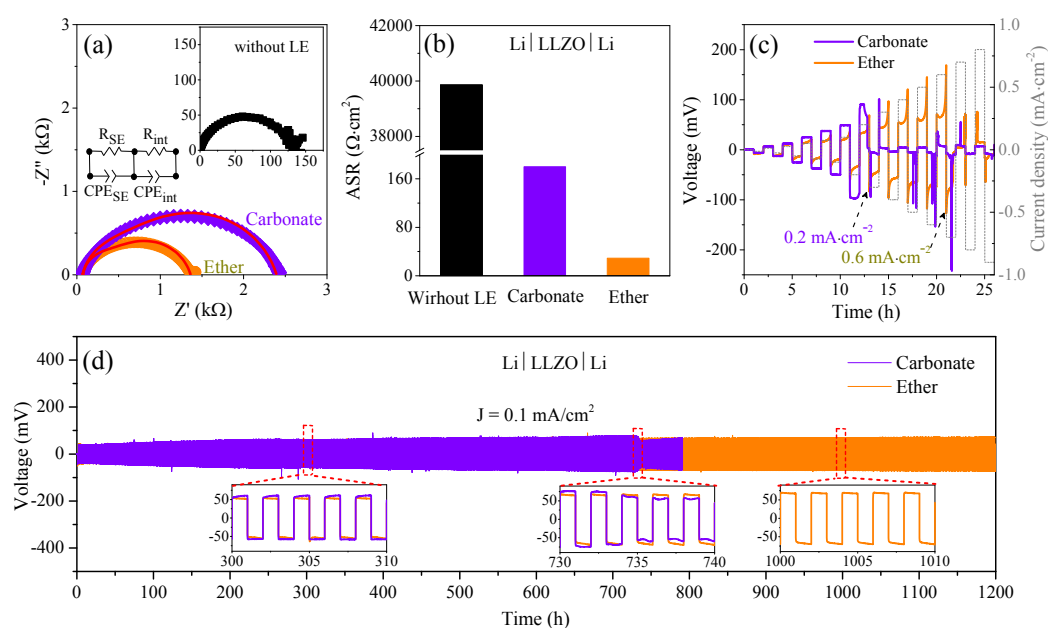 (a)
without LE
-Z'' (kΩ)
3
2
1
0
175
150
100
50
0
0 50 100 150
R_SE R_int
CPE_SE CPE_int
Carbonate
Ether
0 1 2 3
Z' (kΩ)
(b)
Li | LLZO | Li
ASR (Ω·cm²)
42000
40000
38000
160
80
0
Wirhout LE Carbonate Ether
(c)
Carbonate
Ether
Voltage (mV)
200
100
0
-100
-200
0.2 mA·cm⁻²
0.6 mA·cm⁻²
0 5 10 15 20 25
Time (h)
1.0
0.5
0.0
-0.5
-1.0
Current density (mA·cm⁻²)
(d)
Li | LLZO | Li
Carbonate
Ether
J = 0.1 mA/cm²
Voltage (mV)
400
200
0
-200
-400
50
0
-50
300 305 310
50
0
-50
730 735 740
50
0
-50
1000 1005 1010
0 100 200 300 400 500 600 700 800 900 1000 1100 1200
Time (h)